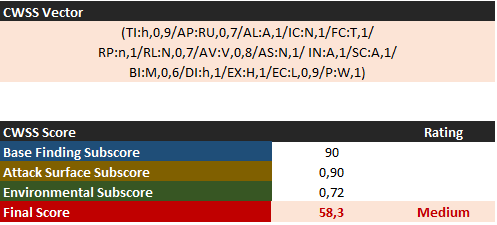 CWSS Vector
(TI:h,0,9/AP:RU,0,7/AL:A,1/IC:N,1/FC:T,1/
RP:n,1/RL:N,0,7/AV:V,0,8/AS:N,1/ IN:A,1/SC:A,1/
BI:M,0,6/DI:h,1/EX:H,1/EC:L,0,9/P:W,1)
CWSS Score Rating
Base Finding Subscore 90
Attack Surface Subscore 0,90
Environmental Subscore 0,72
Final Score 58,3 Medium